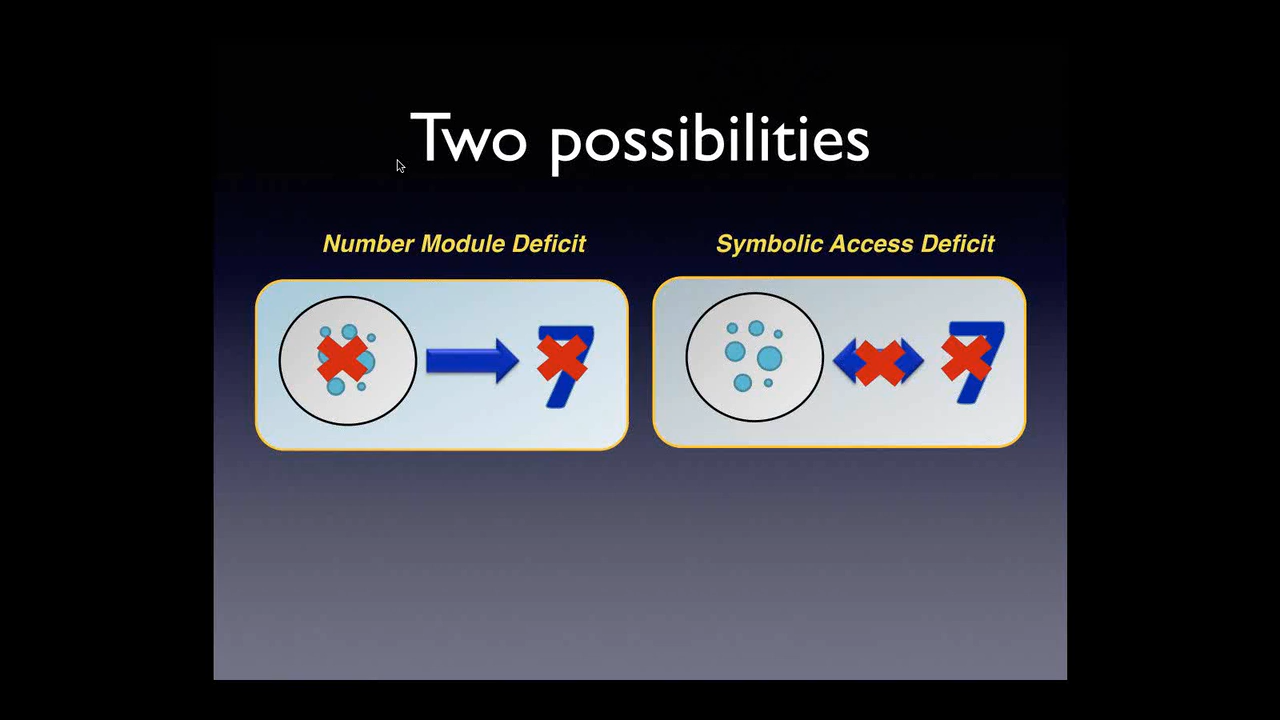 Two possibilities
Number Module Deficit
Symbolic Access Deficit
7
7